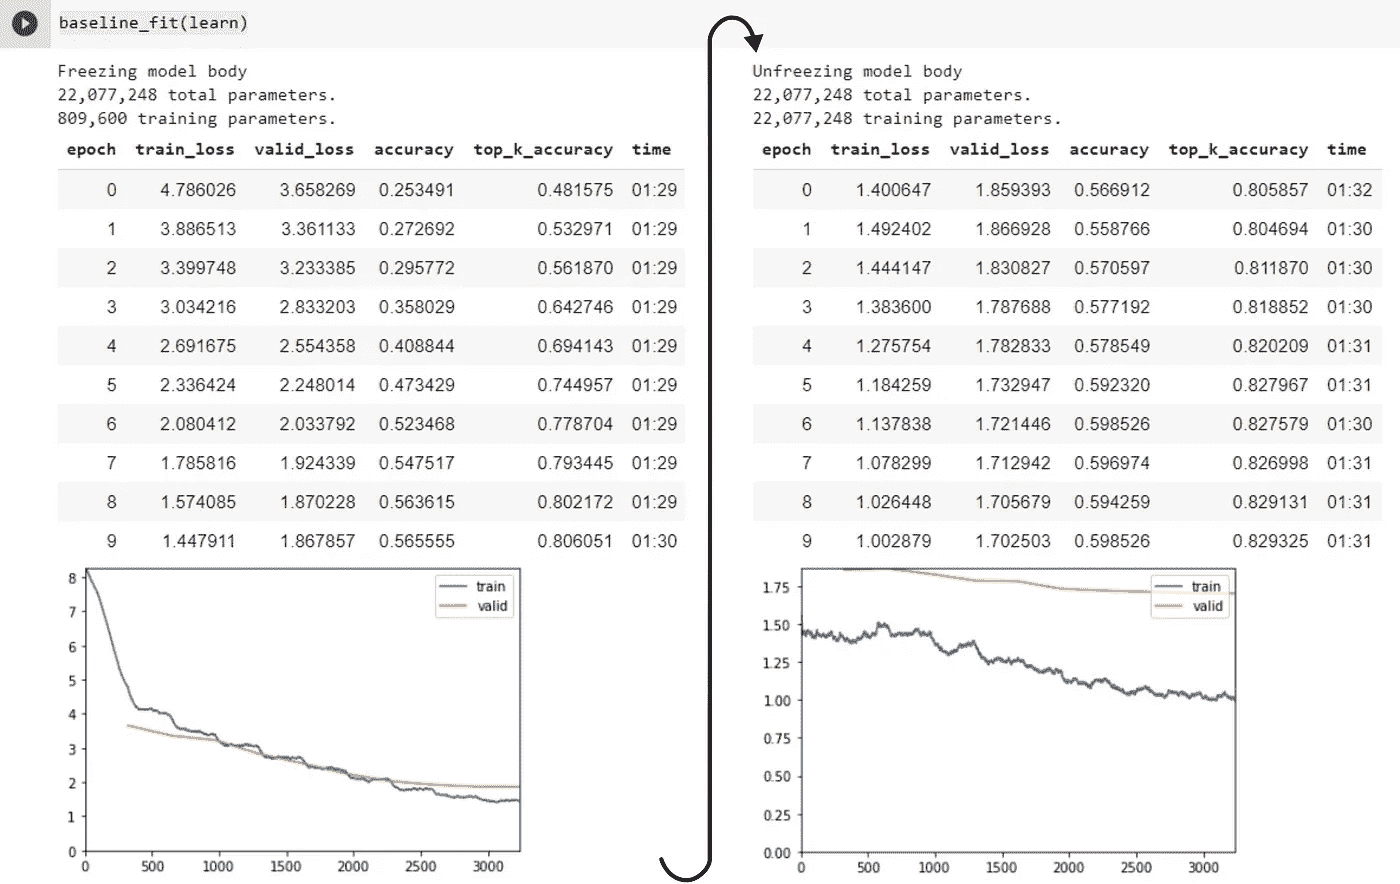 baseline_fit(learn)
Freezing model body
22,077,248 total parameters.
809,600 training parameters.
epoch train_loss valid_loss accuracy top_k_accuracy time
0 4.786026 3.658269 0.253491 0.481575 01:29
1 3.886513 3.361133 0.272692 0.532971 01:29
2 3.399748 3.233385 0.295772 0.561870 01:29
3 3.034216 2.833203 0.358029 0.642746 01:29
4 2.691675 2.554358 0.408844 0.694143 01:29
5 2.336424 2.248014 0.473429 0.744957 01:29
6 2.080412 2.033792 0.523468 0.778704 01:29
7 1.785816 1.924339 0.547517 0.793445 01:29
8 1.574085 1.870228 0.563615 0.802172 01:29
9 1.447911 1.867857 0.565555 0.806051 01:30
train
valid
8
7
6
5
4
3
2
1
0
0 500 1000 1500 2000 2500 3000
Unfreezing model body
22,077,248 total parameters.
22,077,248 training parameters.
epoch train_loss valid_loss accuracy top_k_accuracy time
0 1.400647 1.859393 0.566912 0.805857 01:32
1 1.492402 1.866928 0.558766 0.804694 01:30
2 1.444147 1.830827 0.570597 0.811870 01:30
3 1.383600 1.787688 0.577192 0.818852 01:30
4 1.275754 1.782833 0.578549 0.820209 01:31
5 1.184259 1.732947 0.592320 0.827967 01:31
6 1.137838 1.721446 0.598526 0.827579 01:30
7 1.078299 1.712942 0.596974 0.826998 01:31
8 1.026448 1.705679 0.594259 0.829131 01:31
9 1.002879 1.702503 0.598526 0.829325 01:31
train
valid
1.75
1.50
1.25
1.00
0.75
0.50
0.25
0.00
0 500 1000 1500 2000 2500 3000